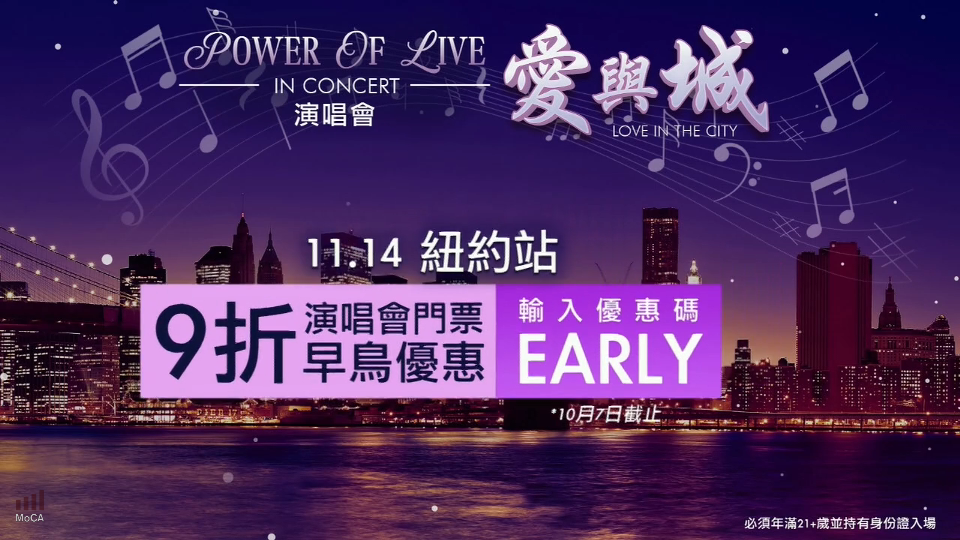 POWER OF LIVE
IN CONCERT
演唱會
愛與城
LOVE IN THE CITY
11.14 紐約站
9折
演唱會門票
早鳥優惠
輸入優惠碼
EARLY
*10月7日截止
MoCA
必須年滿21+歲並持有身份證入場